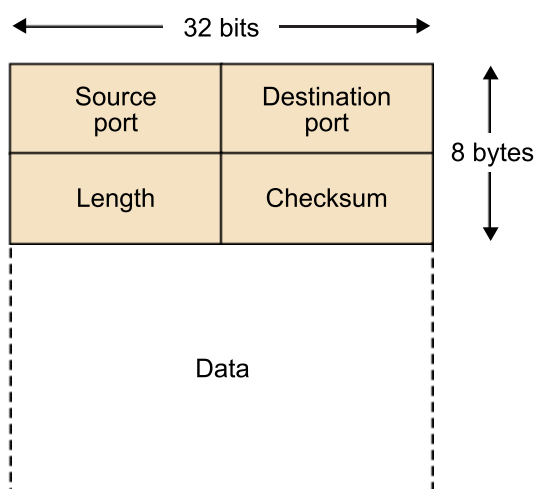 32 bits
Source
port
Destination
port
8 bytes
Length
Checksum
Data